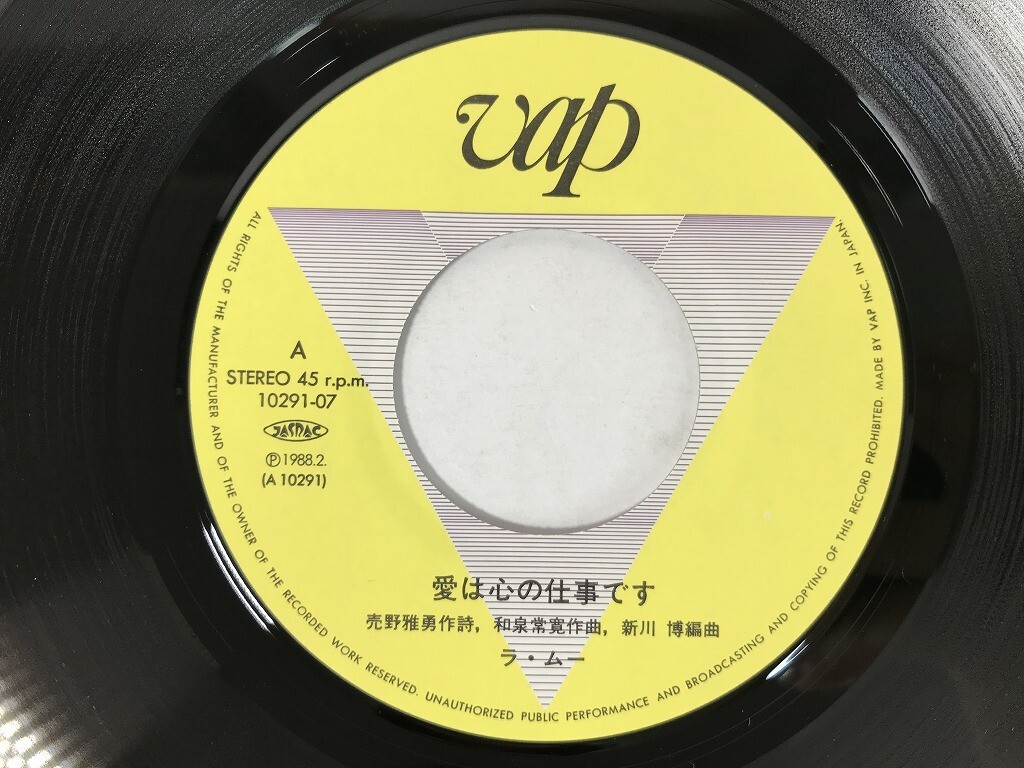 vap
A
STEREO 45 r.p.m.
10291-07
JASRAC
Ⓟ1988.2.
(A 10291)
愛は心の仕事です
売野雅勇作詩, 和泉常寛作曲, 新川 博編曲
ラ・ムー
ALL RIGHTS OF THE MANUFACTURER AND OF THE OWNER OF THE RECORDED WORK RESERVED. UNAUTHORIZED PUBLIC PERFORMANCE AND BROADCASTING AND COPYING OF THIS RECORD PROHIBITED. MADE BY VAP INC. IN JAPAN.